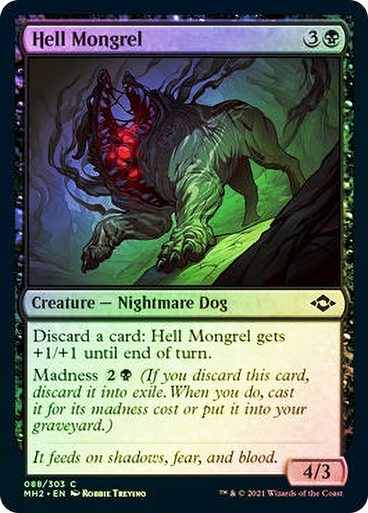 Hell Mongrel 3
Creature — Nightmare Dog
Discard a card: Hell Mongrel gets
+1/+1 until end of turn.
Madness 2 (If you discard this card,
discard it into exile. When you do, cast
it for its madness cost or put it into your
graveyard.)
It feeds on shadows, fear, and blood.
4/3
088/303 C
MH2 • EN Robbie Trevino
™ & © 2021 Wizards of the Coast